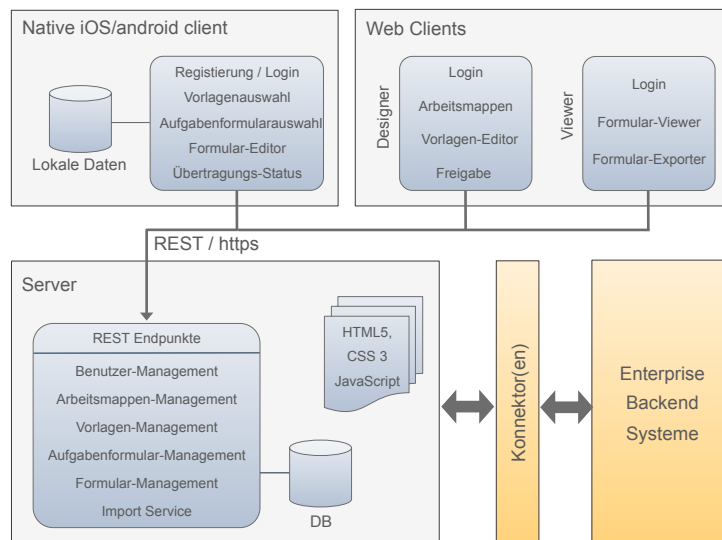 Native iOS/android client
Registierung / Login
Vorlagenauswahl
Aufgabenformularauswahl
Formular-Editor
Übertragungs-Status
Lokale Daten
Web Clients
Designer
Login
Arbeitsmappen
Vorlagen-Editor
Freigabe
Viewer
Login
Formular-Viewer
Formular-Exporter
REST / https
Server
REST Endpunkte
Benutzer-Management
Arbeitsmappen-Management
Vorlagen-Management
Aufgabenformular-Management
Formular-Management
Import Service
HTML5,
CSS 3
JavaScript
DB
Konnektor(en)
Enterprise
Backend
Systeme